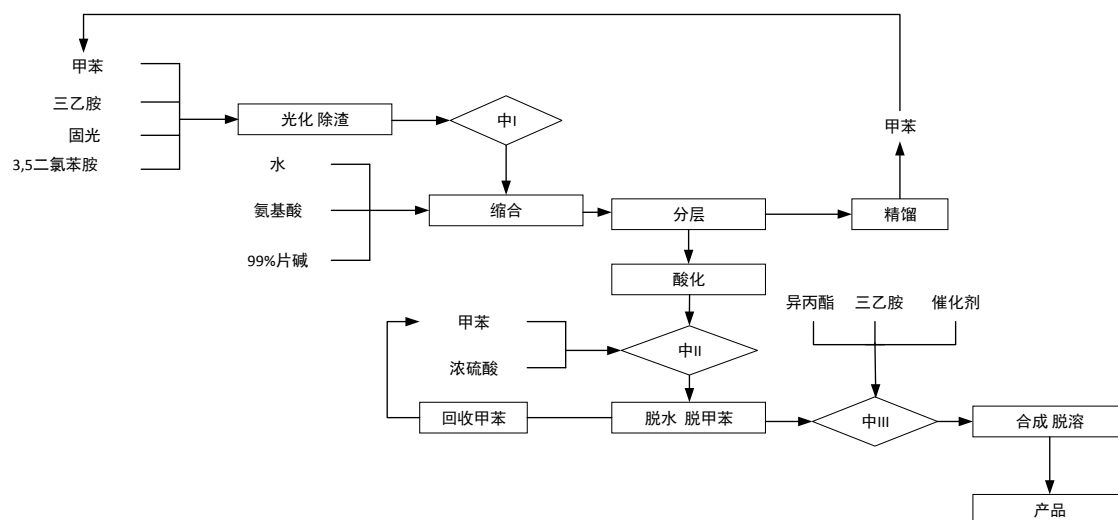 甲苯
三乙胺
固光
3,5二氯苯胺
光化 除渣
中I
甲苯
水
氨基酸
99%片碱
缩合
分层
精馏
酸化
异丙酯
三乙胺
催化剂
甲苯
浓硫酸
中II
回收甲苯
脱水 脱甲苯
中III
合成 脱溶
产品